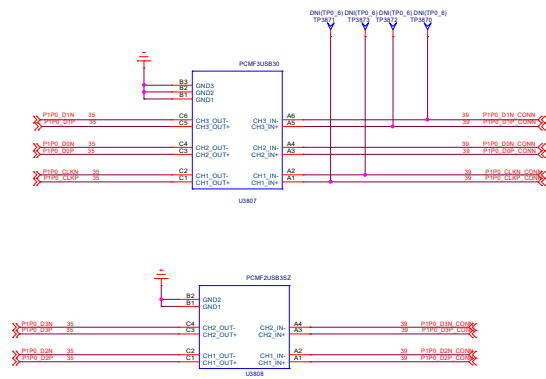 DNI(TP0_6) DNI(TP0_6) DNI(TP0_6) DNI(TP0_6)
TP3871 TP3873 TP3872 TP3870
PCMF3USB30
B3 GND3
B2 GND2
B1 GND1
P1P0_D1N 35 C6 CH3_OUT- CH3_IN- A6 39 P1P0_D1N_CONN
P1P0_D1P 35 C5 CH3_OUT+ CH3_IN+ A5 39 P1P0_D1P_CONN
P1P0_D0N 35 C4 CH2_OUT- CH2_IN- A4 39 P1P0_D0N_CONN
P1P0_D0P 35 C3 CH2_OUT+ CH2_IN+ A3 39 P1P0_D0P_CONN
P1P0_CLKN 35 C2 CH1_OUT- CH1_IN- A2 39 P1P0_CLKN_CONN
P1P0_CLKP 35 C1 CH1_OUT+ CH1_IN+ A1 39 P1P0_CLKP_CONN
U3807
PCMF2USB3SZ
B2 GND2
B1 GND1
P1P0_D3N 35 C4 CH2_OUT- CH2_IN- A4 39 P1P0_D3N_CONN
P1P0_D3P 35 C3 CH2_OUT+ CH2_IN+ A3 39 P1P0_D3P_CONN
P1P0_D2N 35 C2 CH1_OUT- CH1_IN- A2 39 P1P0_D2N_CONN
P1P0_D2P 35 C1 CH1_OUT+ CH1_IN+ A1 39 P1P0_D2P_CONN
U3808